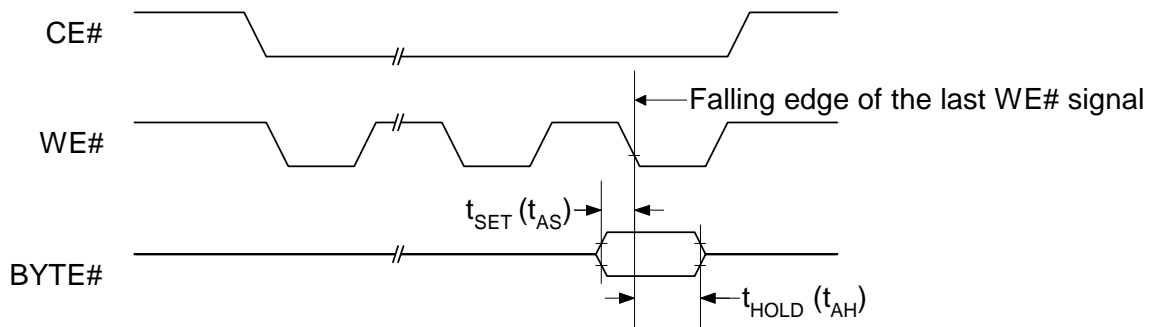 CE#
Falling edge of the last WE# signal
WE#
tSET (tAS)
BYTE#
tHOLD (tAH)